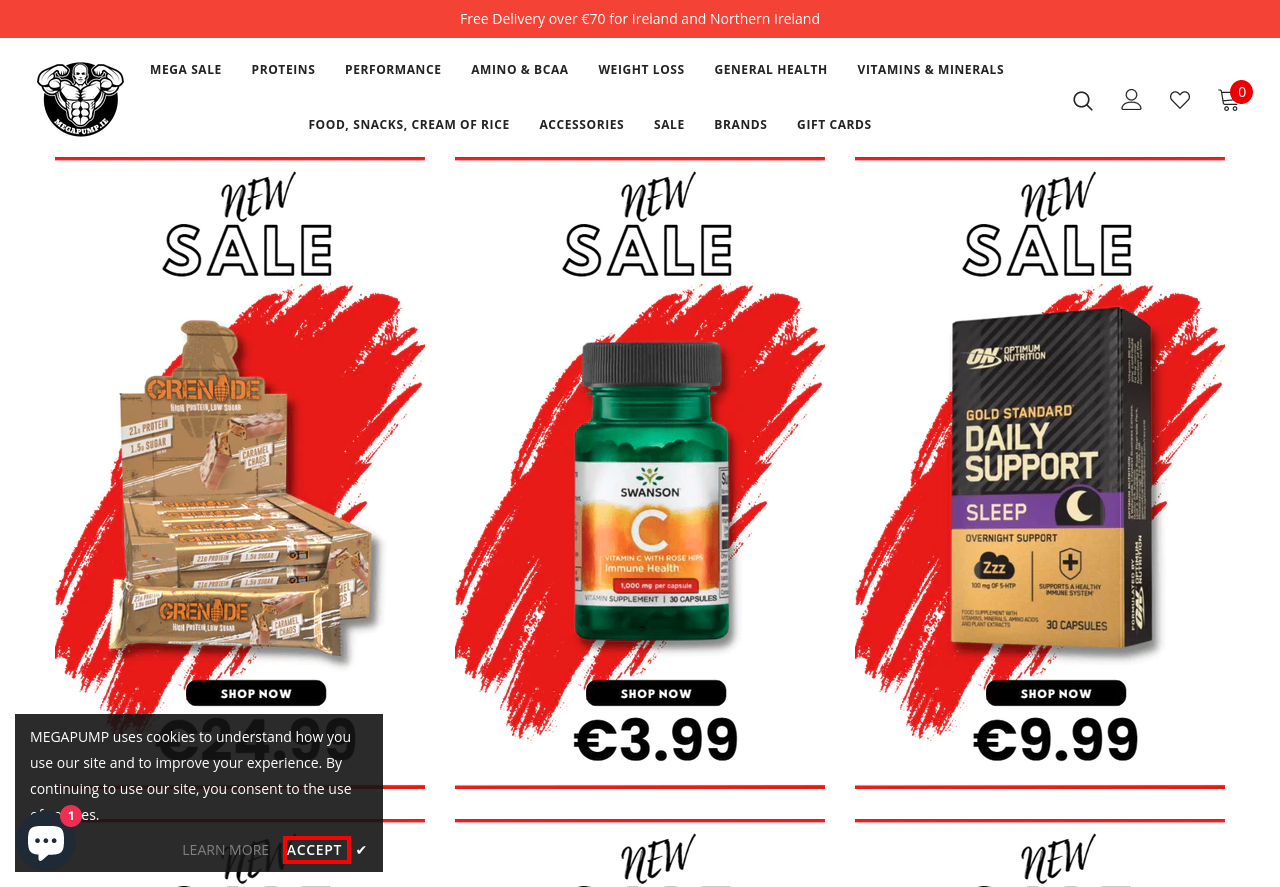 Free Delivery over €70 for Ireland and Northern Ireland
MEGAPUMP.IE
MEGA SALE PROTEINS PERFORMANCE AMINO & BCAA WEIGHT LOSS GENERAL HEALTH VITAMINS & MINERALS
FOOD, SNACKS, CREAM OF RICE ACCESSORIES SALE BRANDS GIFT CARDS
0
NEW
SALE
GRENADE
HIGH PROTEIN, LOW SUGAR
21g PROTEIN
1.5g SUGAR
CARAMEL
CHAOS
GRENADE
HIGH PROTEIN, LOW SUGAR
CARAMEL
CHAOS
SHOP NOW
€24.99
NEW
SALE
SWANSON
C
VITAMIN C WITH ROSE HIPS
Immune Health
1,000 mg per capsule
VITAMIN SUPPLEMENT | 30 CAPSULES
SHOP NOW
€3.99
NEW
SALE
ON OPTIMUM
NUTRITION
GOLD STANDARD
DAILY
SUPPORT
SLEEP
OVERNIGHT SUPPORT
Zzz
100 MG OF 5-HTP
SUPPORTS A HEALTHY
IMMUNE SYSTEM
FOOD SUPPLEMENT WITH
VITAMINS, MINERALS, AMINO ACIDS
AND PLANT EXTRACTS
30 CAPSULES
SHOP NOW
€9.99
MEGAPUMP uses cookies to understand how you
use our site and to improve your experience. By
continuing to use our site, you consent to the use
1
LEARN MORE ACCEPT ✔
NEW
NEW
NEW